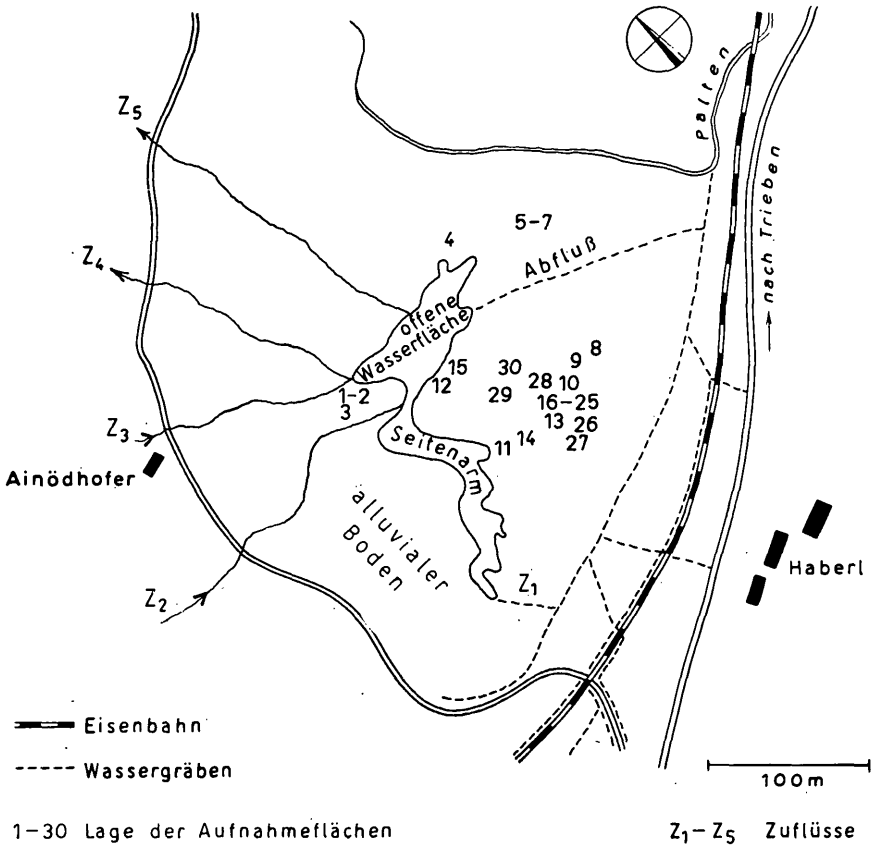 Z5
palten
nach Trieben
5-7
4
Abfluß
Z4
offene
Wasserfläche
8
9
15
30
28
10
12
1-2
29
16-25
3
13
26
Z3
Seitenarm
14
27
11
Ainödhofer
alluvialer
Boden
Haberl
Z1
Z2
Eisenbahn
Wassergräben
100m
1-30 Lage der Aufnahmeflächen
Z1-Z5 Zuflüsse